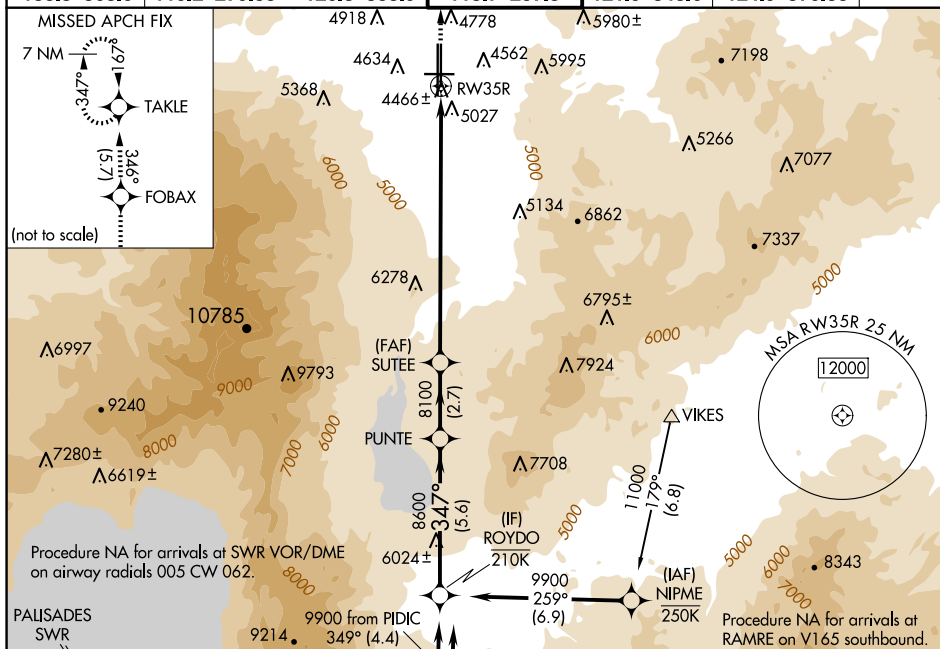 MISSED APCH FIX
7 NM
347°
167°
TAKLE
346°
(5.7)
FOBAX
(not to scale)
4918
4778
5980±
4634
4562
5995
7198
5368
4466±
RW35R
5027
5266
7077
6000
5000
5000
5134
6862
7337
6278
5000
10785
6795±
6000
MSA RW35R 25 NM
12000
6997
(FAF)
SUTEE
9793
7924
9000
9240
8100
(2.7)
6000
VIKES
8000
PUNTE
7000
7280±
6619±
7708
11000
179°
(6.8)
8600
347°
(5.6)
5000
(IF)
ROYDO
210K
6024±
5000
6000
7000
8343
Procedure NA for arrivals at SWR VOR/DME
on airway radials 005 CW 062.
8000
9900
259°
(6.9)
(IAF)
NIPME
250K
PALISADES
SWR
9214
9900 from PIDIC
349° (4.4)
Procedure NA for arrivals at
RAMRE on V165 southbound.